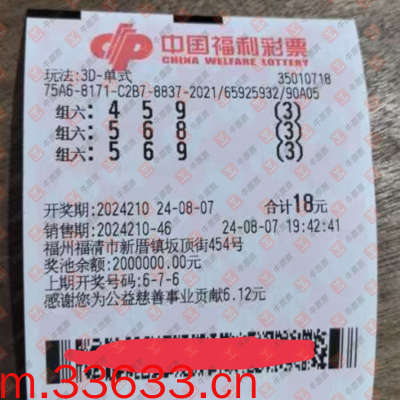 中国福利彩票
CHINA WELFARE LOTTERY
玩法:3D-单式 35010718
75A6-8171-C2B7-8837-2021/65925932/90A05
组六: 4 5 9 (3)
组六: 5 6 8 (3)
组六: 5 6 9 (3)
开奖期:2024210 24-08-07 合计18元
销售期:2024210-46 24-08-07 19:42:41
福州福清市新厝镇坂顶街454号
奖池余额:2000000.00元
上期开奖号码:6-7-6
感谢您为公益慈善事业贡献6.12元
m.33633.cn